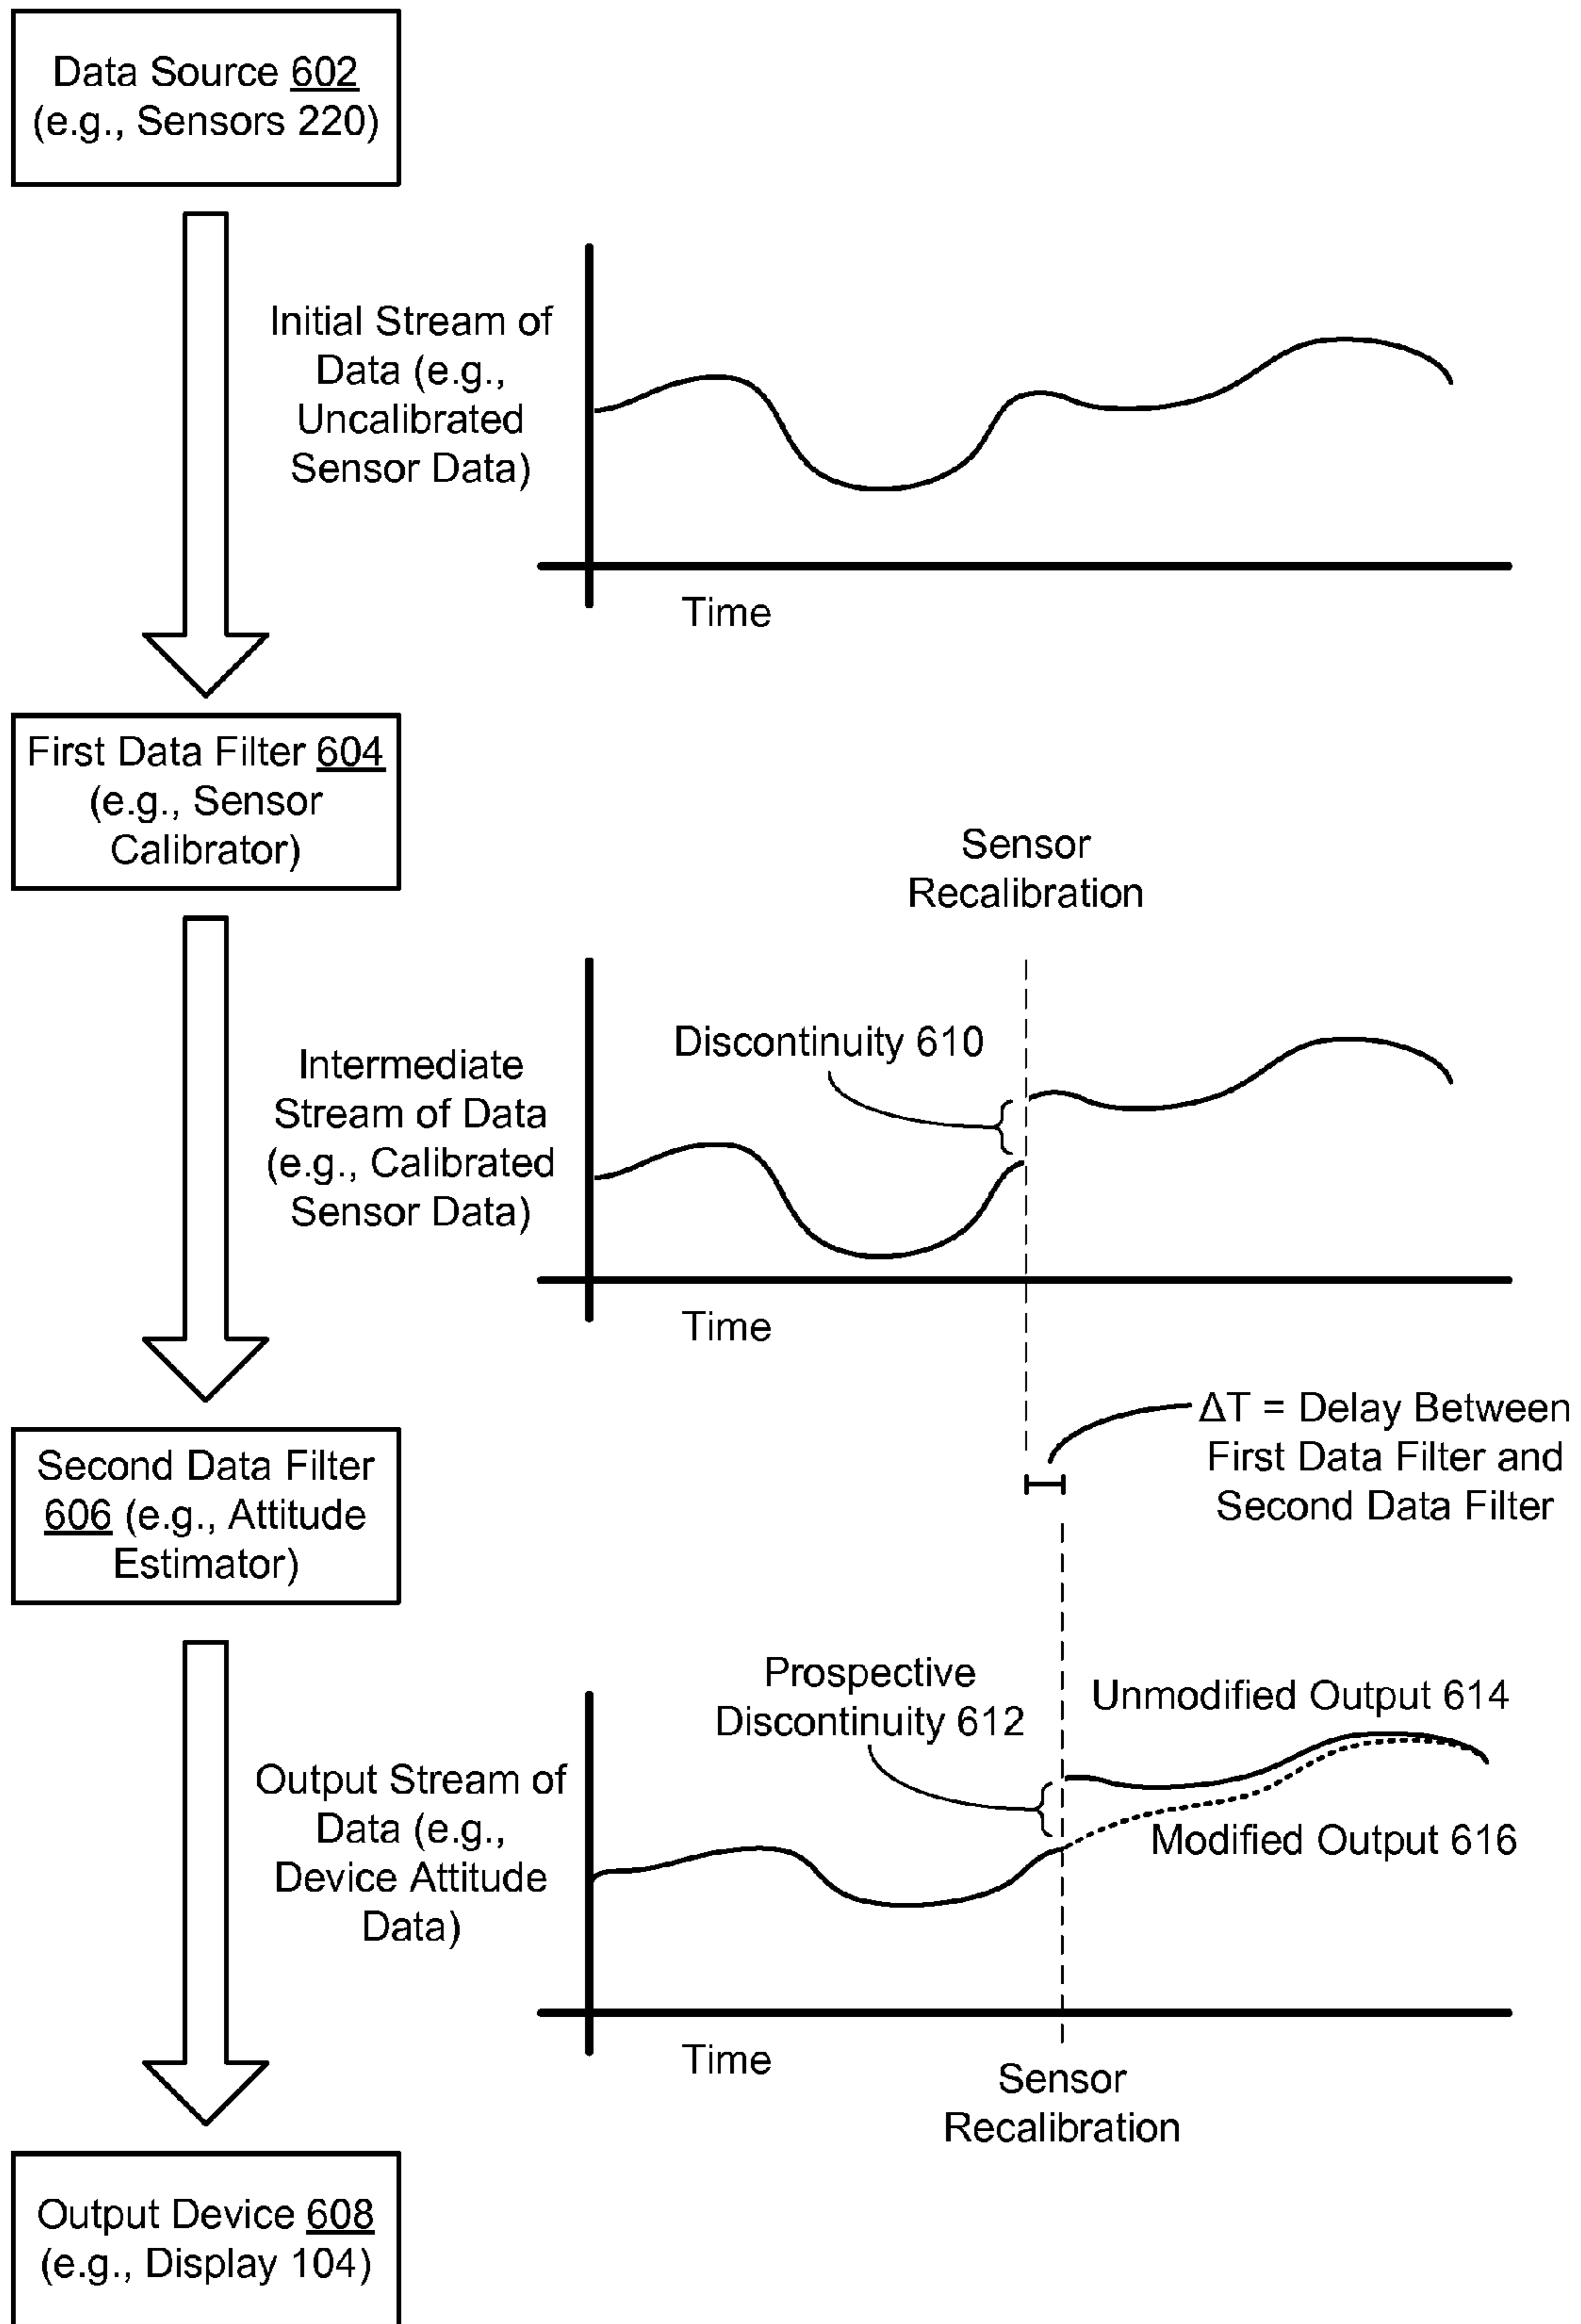 Data Source 602
(e.g., Sensors 220)
Initial Stream of
Data (e.g.,
Uncalibrated
Sensor Data)
Time
First Data Filter 604
(e.g., Sensor
Calibrator)
Sensor
Recalibration
Discontinuity 610
Intermediate
Stream of Data
(e.g., Calibrated
Sensor Data)
Time
ΔT = Delay Between
First Data Filter and
Second Data Filter
Second Data Filter
606 (e.g., Attitude
Estimator)
Prospective
Discontinuity 612
Unmodified Output 614
Output Stream of
Data (e.g.,
Device Attitude
Data)
Modified Output 616
Time
Sensor
Recalibration
Output Device 608
(e.g., Display 104)